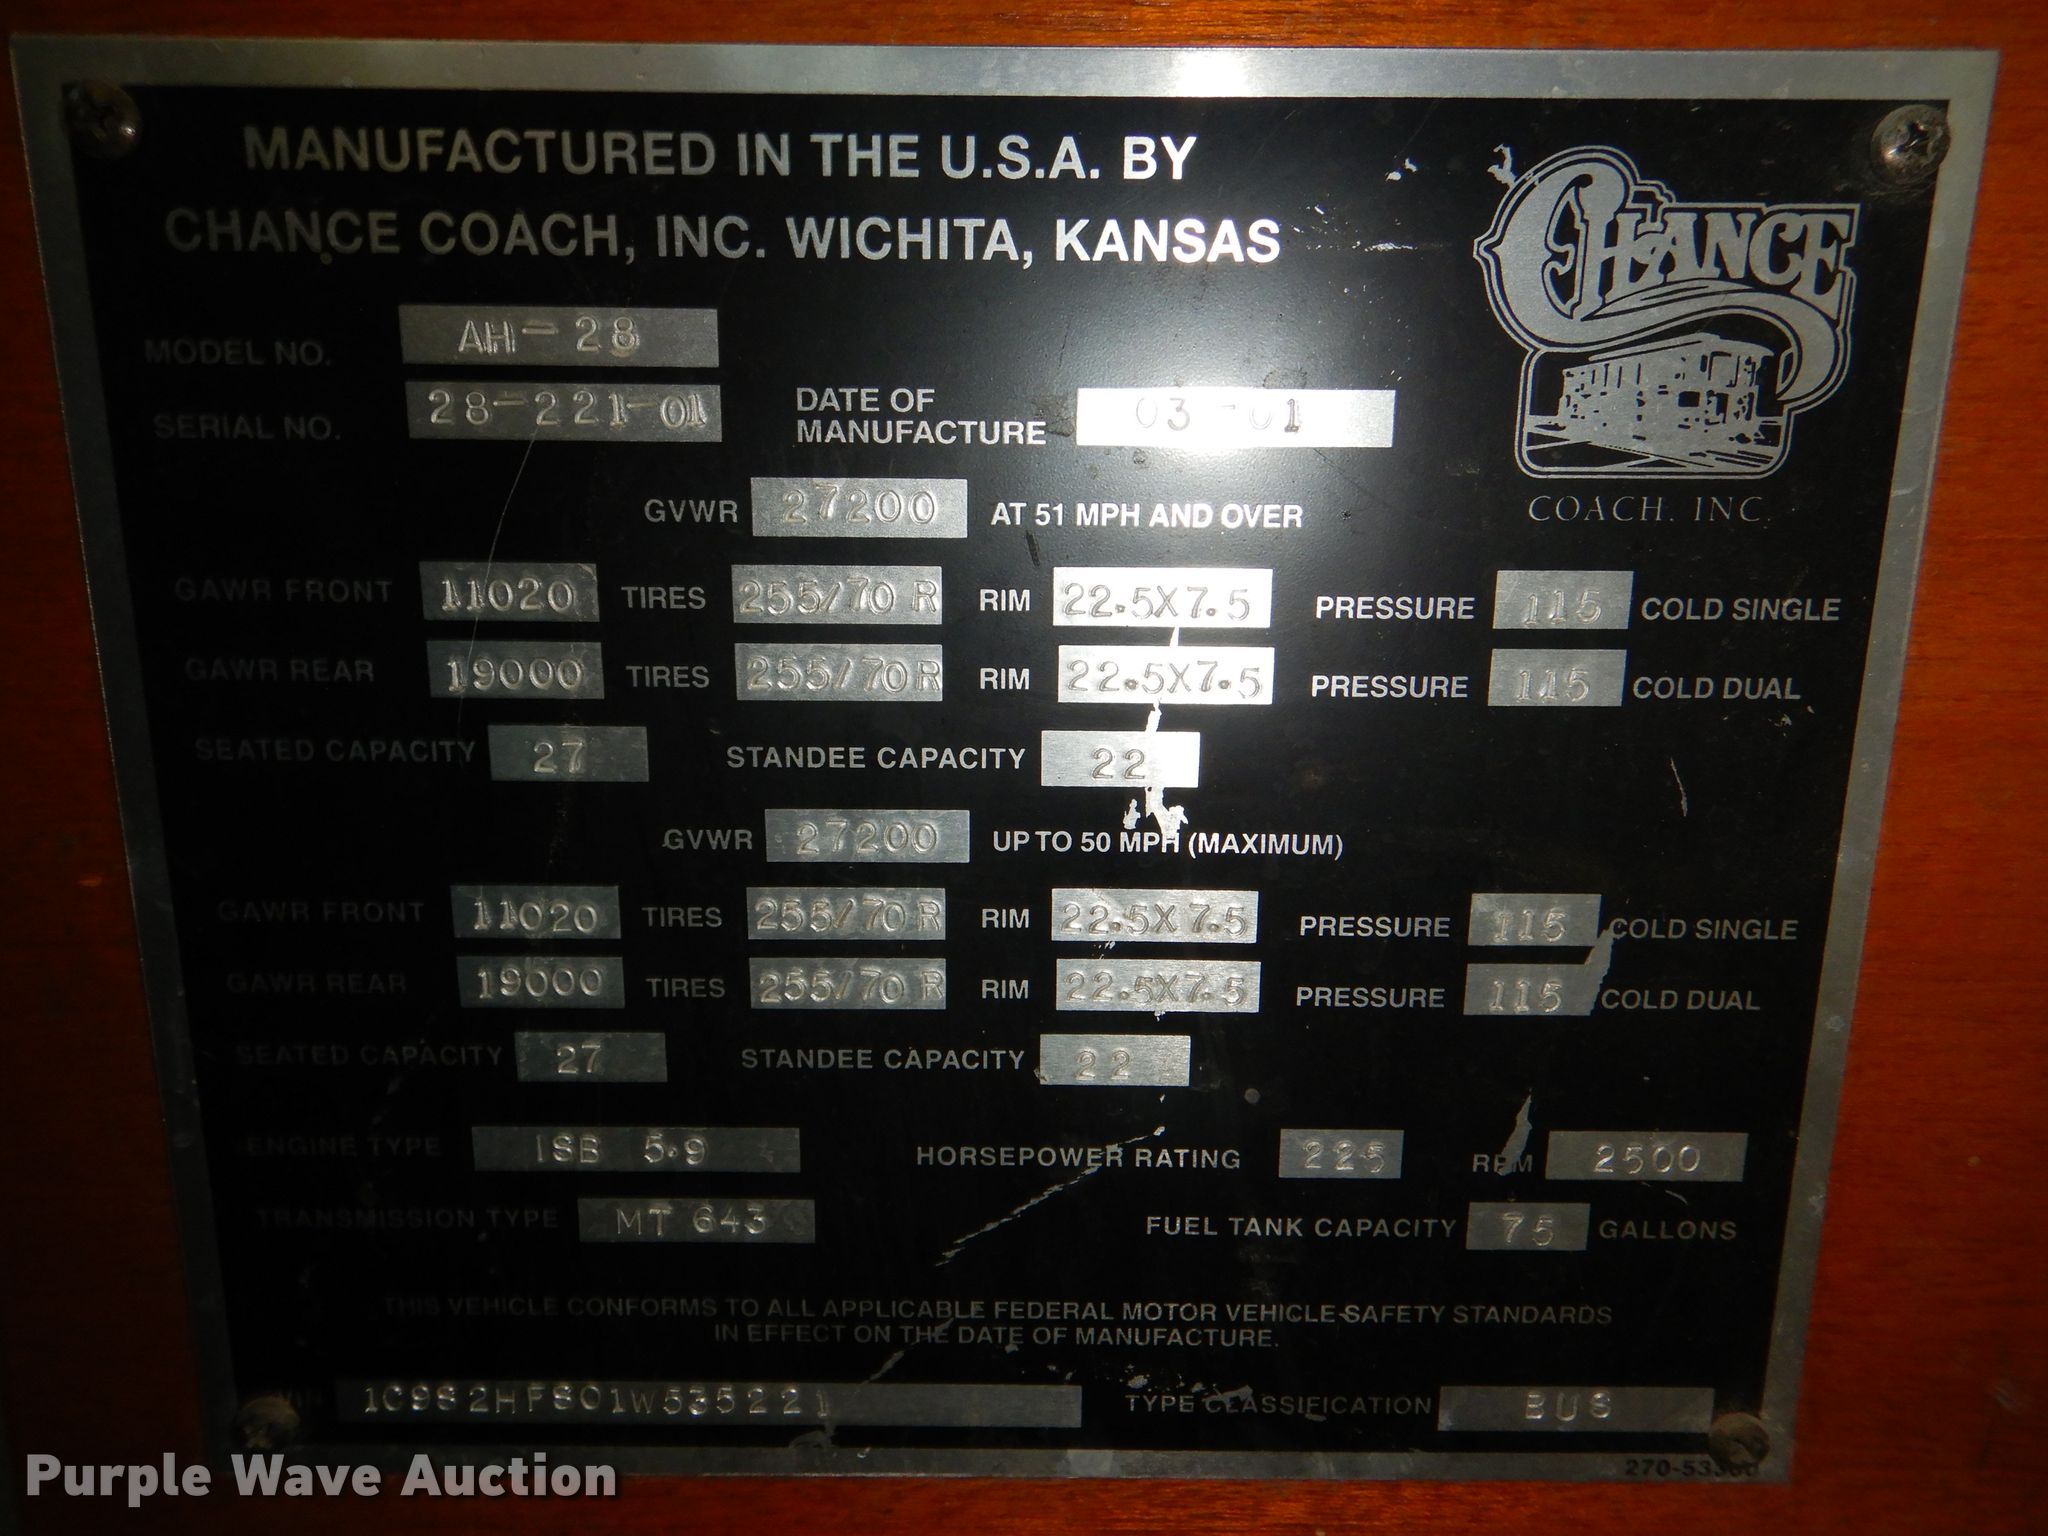 MANUFACTURED IN THE U.S.A. BY
CHANCE COACH, INC. WICHITA, KANSAS
CHANCE
COACH, INC.
MODEL NO. AH-28
SERIAL NO. 28-221-01 DATE OF MANUFACTURE 03-01
GVWR 27200 AT 51 MPH AND OVER
GAWR FRONT 11020 TIRES 255/70 R RIM 22.5X7.5 PRESSURE 115 COLD SINGLE
GAWR REAR 19000 TIRES 255/70 R RIM 22.5X7.5 PRESSURE 115 COLD DUAL
SEATED CAPACITY 27 STANDEE CAPACITY 22
GVWR 27200 UP TO 50 MPH (MAXIMUM)
GAWR FRONT 11020 TIRES 255/70 R RIM 22.5X7.5 PRESSURE 115 COLD SINGLE
GAWR REAR 19000 TIRES 255/70 R RIM 22.5X7.5 PRESSURE 115 COLD DUAL
SEATED CAPACITY 27 STANDEE CAPACITY 22
ENGINE TYPE ISB 5.9 HORSEPOWER RATING 225 RPM 2500
TRANSMISSION TYPE MT 643 FUEL TANK CAPACITY 75 GALLONS
THIS VEHICLE CONFORMS TO ALL APPLICABLE FEDERAL MOTOR VEHICLE SAFETY STANDARDS
IN EFFECT ON THE DATE OF MANUFACTURE.
VIN 1C9S2HFS01W535221 TYPE CLASSIFICATION BUS
Purple Wave Auction